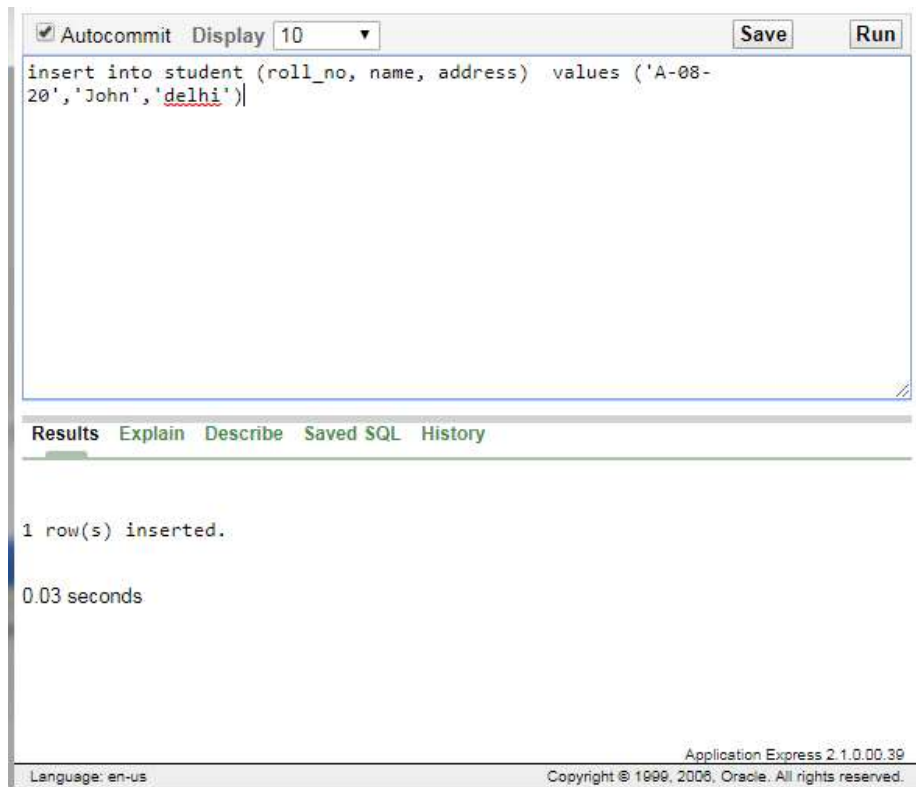 Autocommit Display 10 Save Run
insert into student (roll_no, name, address)  values ('A-08-
20','John','delhi')
Results Explain Describe Saved SQL History
1 row(s) inserted.
0.03 seconds
Application Express 2.1.0.00.39
Language: en-us Copyright © 1999, 2006, Oracle. All rights reserved.